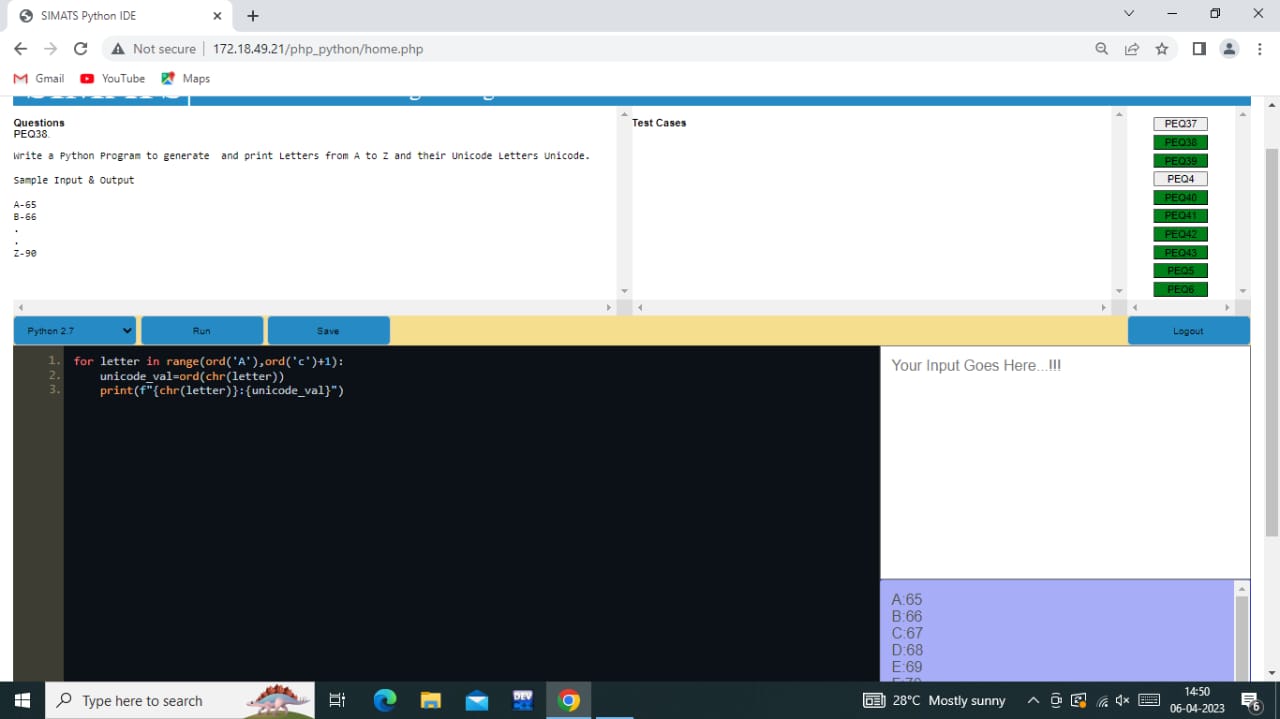 SIMATS Python IDE
Not secure
172.18.49.21/php_python/home.php
Gmail
YouTube
Maps
Questions
PEQ38.
Write a Python Program to generate  and print Letters from A to Z and their Unicode Letters Unicode.
Sample Input & Output
A-65
B-66
.
.
Z-90
Test Cases
PEQ37
PEQ38
PEQ39
PEQ4
PEQ40
PEQ41
PEQ42
PEQ43
PEQ5
PEQ6
Python 2.7
Run
Save
Logout
1. for letter in range(ord('A'),ord('c')+1):
2.     unicode_val=ord(chr(letter))
3.     print(f"{chr(letter)}:{unicode_val}")
Your Input Goes Here...!!!
A:65
B:66
C:67
D:68
E:69
Type here to search
DEV
28°C Mostly sunny
14:50
06-04-2023
6